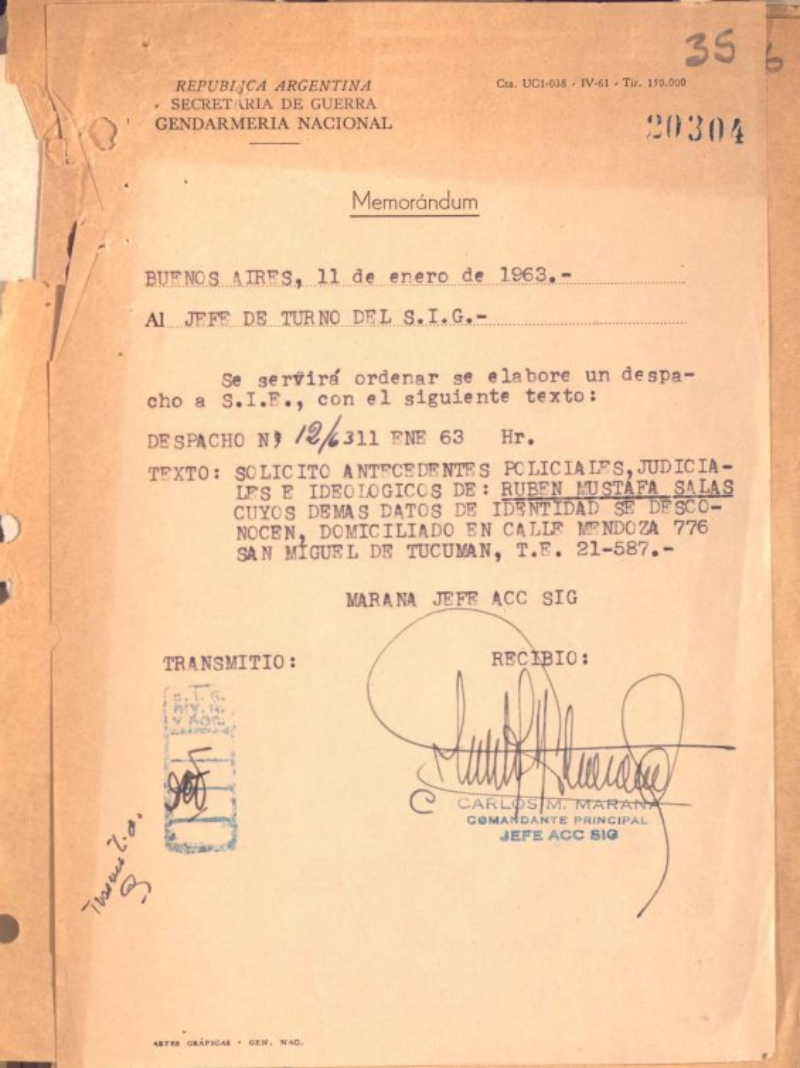 35
6
REPUBLICA ARGENTINA
SECRETARIA DE GUERRA
GENDARMERIA NACIONAL
Cta. UC1-038 - IV-61 - Tir. 150.000
20304
Memorándum
BUENOS AIRES, 11 de enero de 1963.-
Al JEFE DE TURNO DEL S.I.G.-
Se servirá ordenar se elabore un despa-
cho a S.I.E., con el siguiente texto:
DESPACHO Nº 12/6311 ENE 63 Hr.
TEXTO: SOLICITO ANTECEDENTES POLICIALES, JUDICIA-
LES E IDEOLOGICOS DE: RUBEN MUSTAFA SALAS
CUYOS DEMAS DATOS DE IDENTIDAD SE DESCO-
NOCEN, DOMICILIADO EN CALLE MENDOZA 776
SAN MIGUEL DE TUCUMAN, T.E. 21-587.-
MARANA JEFE ACC SIG
TRANSMITIO: RECIBIO:
S. I. G.
CARLOS M. MARANA
COMANDANTE PRINCIPAL
JEFE ACC SIG
ARTES GRÁFICAS - GEN. NAC.